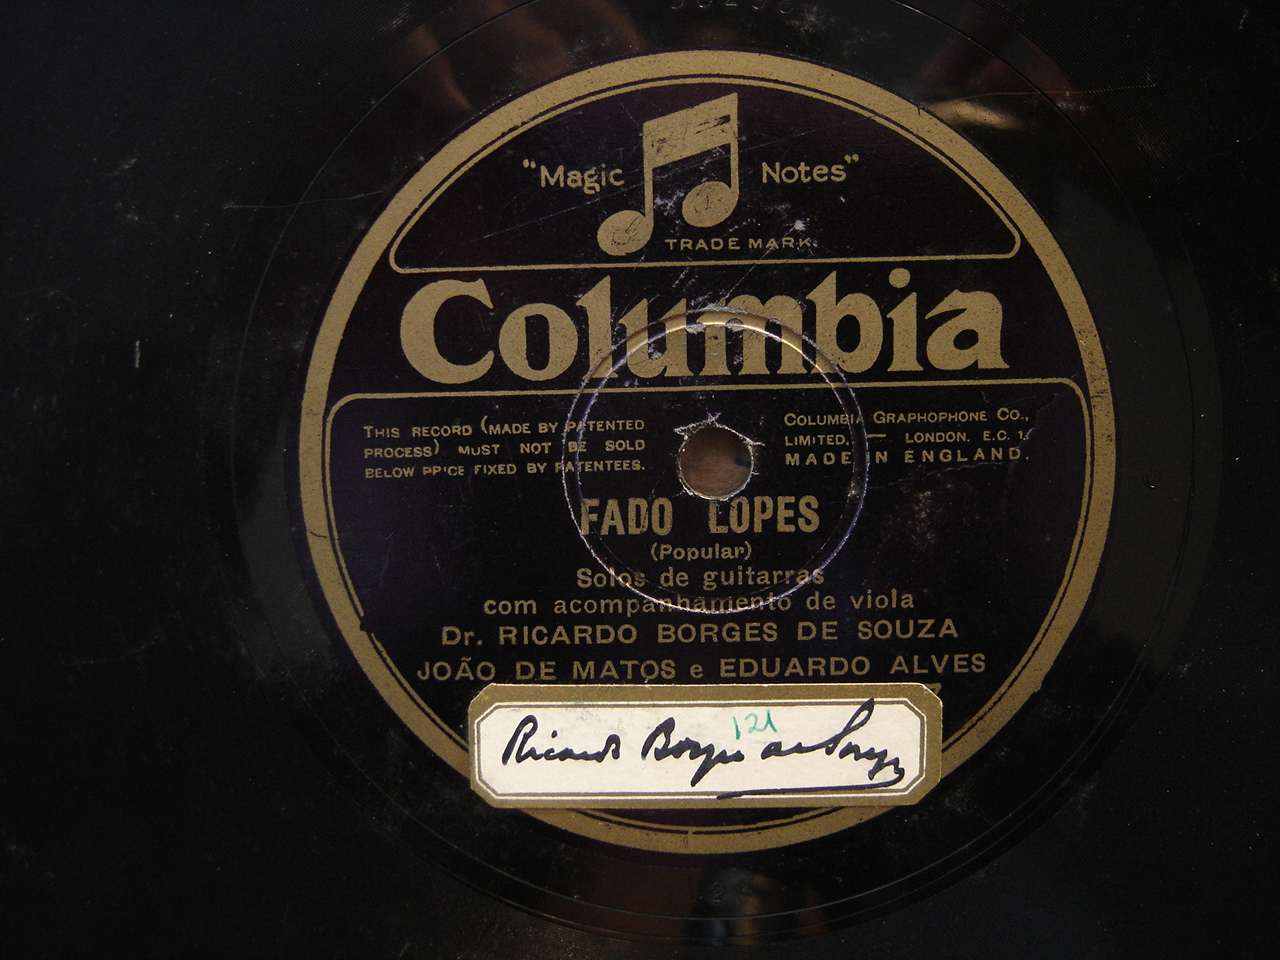 "Magic Notes"
TRADE MARK
Columbia
THIS RECORD (MADE BY PATENTED
PROCESS) MUST NOT BE SOLD
BELOW PRICE FIXED BY PATENTEES.
COLUMBIA GRAPHOPHONE CO.,
LIMITED. — LONDON. E.C.1.
MADE IN ENGLAND.
FADO LOPES
(Popular)
Solos de guitarras
com acompanhamento de viola
Dr. RICARDO BORGES DE SOUZA
JOÃO DE MATOS e EDUARDO ALVES
121
Ricardo Borges de Souza